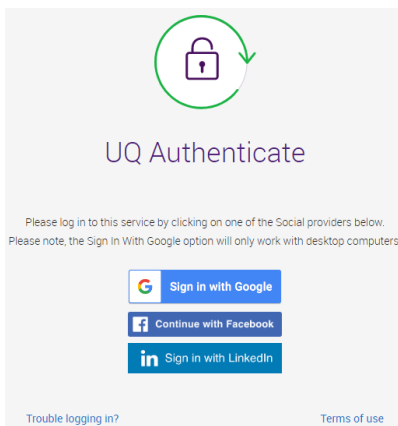 UQ Authenticate
Please log in to this service by clicking on one of the Social providers below.
Please note, the Sign In With Google option will only work with desktop computers
G Sign in with Google
f Continue with Facebook
in Sign in with LinkedIn
Trouble logging in? Terms of use